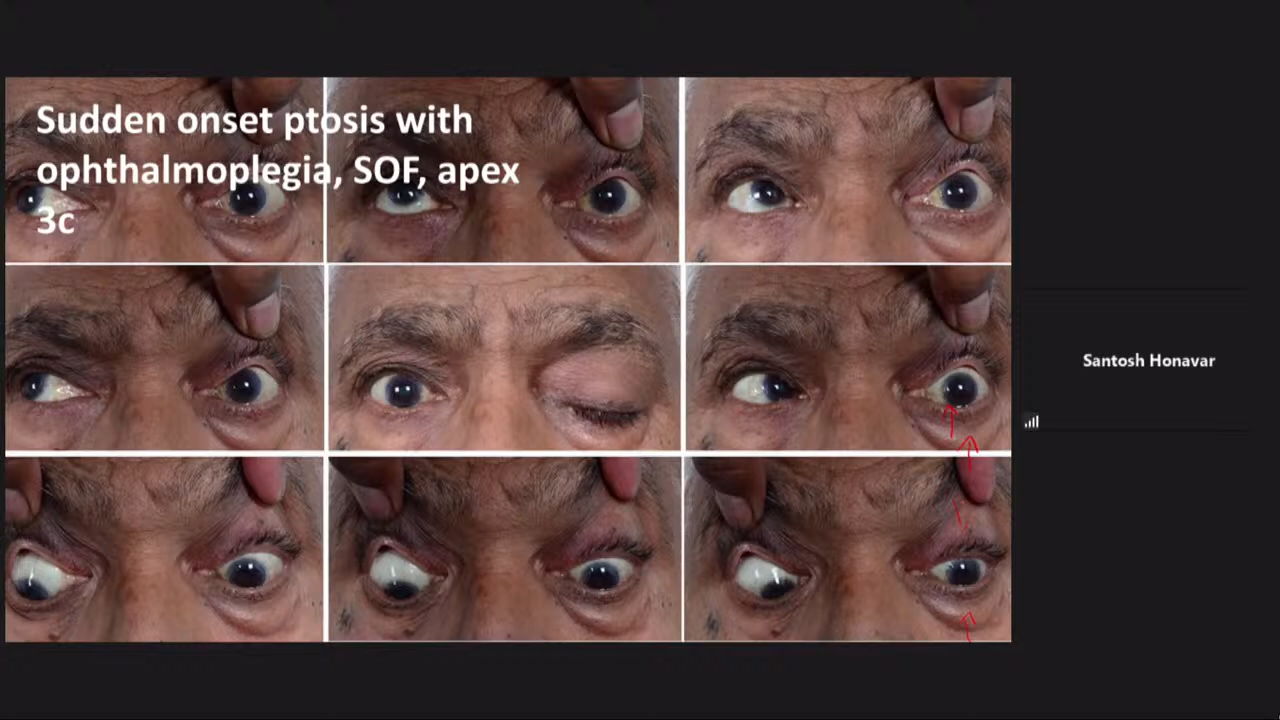 Sudden onset ptosis with
ophthalmoplegia, SOF, apex
3c
Santosh Honavar